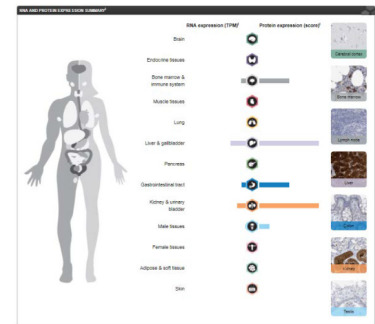 RNA AND PROTEIN EXPRESSION SUMMARY
RNA expression (TPM) Protein expression (score)
Brain
Endocrine tissues
Bone marrow &
immune system
Muscle tissues
Lung
Liver & gallbladder
Pancreas
Gastrointestinal tract
Kidney & urinary
bladder
Male tissues
Female tissues
Adipose & soft tissue
Skin
Cerebral cortex
Bone marrow
Lymph node
Liver
Colon
Kidney
Testis